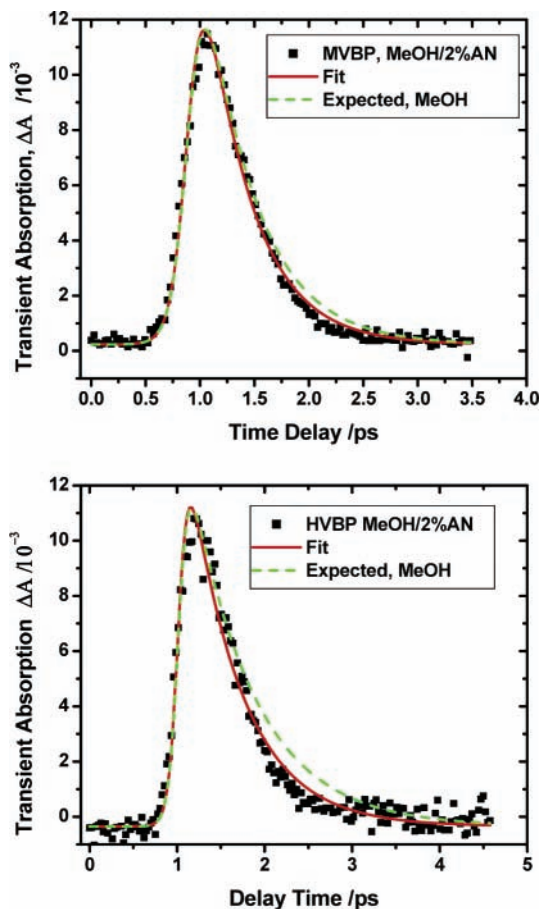 12
10
8
6
4
2
0
Transient Absorption, ΔA /10⁻³
MVBP, MeOH/2%AN
Fit
Expected, MeOH
0.0 0.5 1.0 1.5 2.0 2.5 3.0 3.5 4.0
Time Delay /ps
12
10
8
6
4
2
0
Transient Absorption ΔA /10⁻³
HVBP MeOH/2%AN
Fit
Expected, MeOH
0 1 2 3 4 5
Delay Time /ps